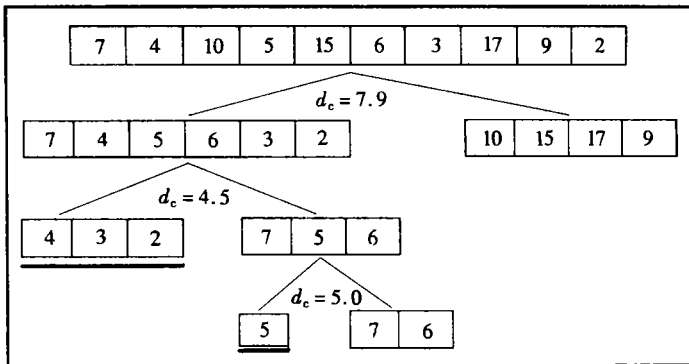 7 4 10 5 15 6 3 17 9 2
d_c = 7.9
7 4 5 6 3 2 10 15 17 9
d_c = 4.5
4 3 2 7 5 6
d_c = 5.0
5 7 6